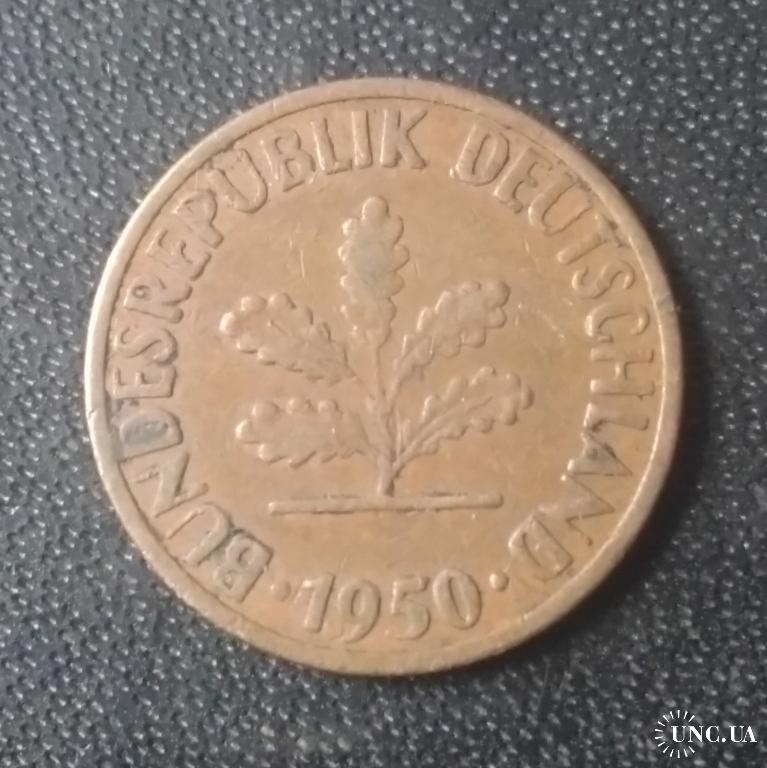 BUNDESREPUBLIK DEUTSCHLAND
· 1950 ·
UNC.UA